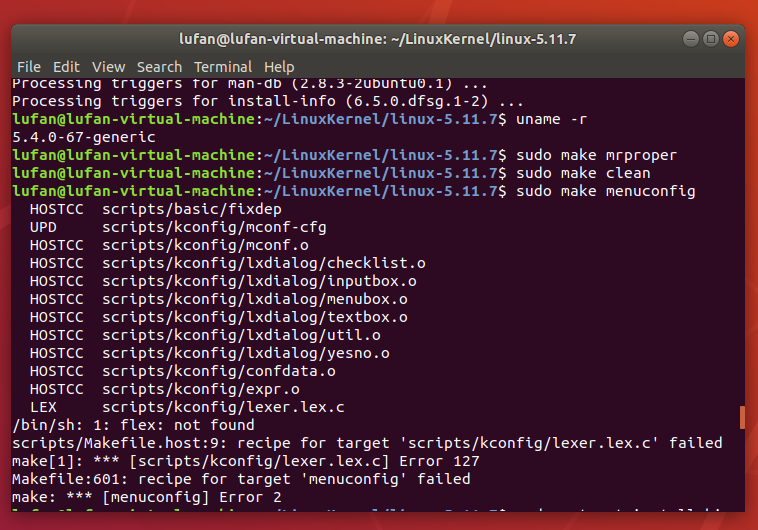 lufan@lufan-virtual-machine: ~/LinuxKernel/linux-5.11.7
File Edit View Search Terminal Help
Processing triggers for man-db (2.8.3-2ubuntu0.1) ...
Processing triggers for install-info (6.5.0.dfsg.1-2) ...
lufan@lufan-virtual-machine:~/LinuxKernel/linux-5.11.7$ uname -r
5.4.0-67-generic
lufan@lufan-virtual-machine:~/LinuxKernel/linux-5.11.7$ sudo make mrproper
lufan@lufan-virtual-machine:~/LinuxKernel/linux-5.11.7$ sudo make clean
lufan@lufan-virtual-machine:~/LinuxKernel/linux-5.11.7$ sudo make menuconfig
  HOSTCC  scripts/basic/fixdep
  UPD     scripts/kconfig/mconf-cfg
  HOSTCC  scripts/kconfig/mconf.o
  HOSTCC  scripts/kconfig/lxdialog/checklist.o
  HOSTCC  scripts/kconfig/lxdialog/inputbox.o
  HOSTCC  scripts/kconfig/lxdialog/menubox.o
  HOSTCC  scripts/kconfig/lxdialog/textbox.o
  HOSTCC  scripts/kconfig/lxdialog/util.o
  HOSTCC  scripts/kconfig/lxdialog/yesno.o
  HOSTCC  scripts/kconfig/confdata.o
  HOSTCC  scripts/kconfig/expr.o
  LEX     scripts/kconfig/lexer.lex.c
/bin/sh: 1: flex: not found
scripts/Makefile.host:9: recipe for target 'scripts/kconfig/lexer.lex.c' failed
make[1]: *** [scripts/kconfig/lexer.lex.c] Error 127
Makefile:601: recipe for target 'menuconfig' failed
make: *** [menuconfig] Error 2